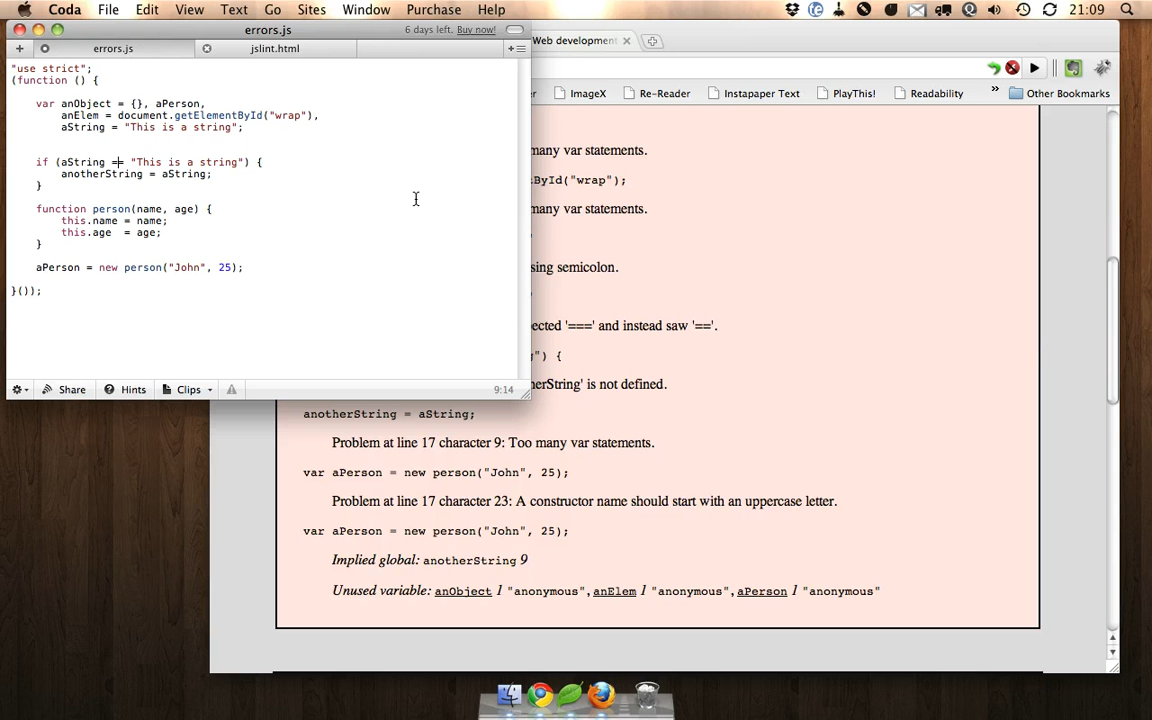 Coda File Edit View Text Go Sites Window Purchase Help 21:09
errors.js 6 days left. Buy now!
errors.js jslint.html
"use strict";
(function () {
var anObject = {}, aPerson,
anElem = document.getElementById("wrap"),
aString = "This is a string";
if (aString == "This is a string") {
anotherString = aString;
}
function person(name, age) {
this.name = name;
this.age = age;
}
aPerson = new person("John", 25);
}());
Share Hints Clips 9:14
Web development
ImageX Re-Reader Instapaper Text PlayThis! Readability » Other Bookmarks
many var statements.
ById("wrap");
many var statements.
sing semicolon.
ected '===' and instead saw '=='.
g") {
herString' is not defined.
anotherString = aString;
Problem at line 17 character 9: Too many var statements.
var aPerson = new person("John", 25);
Problem at line 17 character 23: A constructor name should start with an uppercase letter.
var aPerson = new person("John", 25);
Implied global: anotherString 9
Unused variable: anObject 1 "anonymous", anElem 1 "anonymous", aPerson 1 "anonymous"